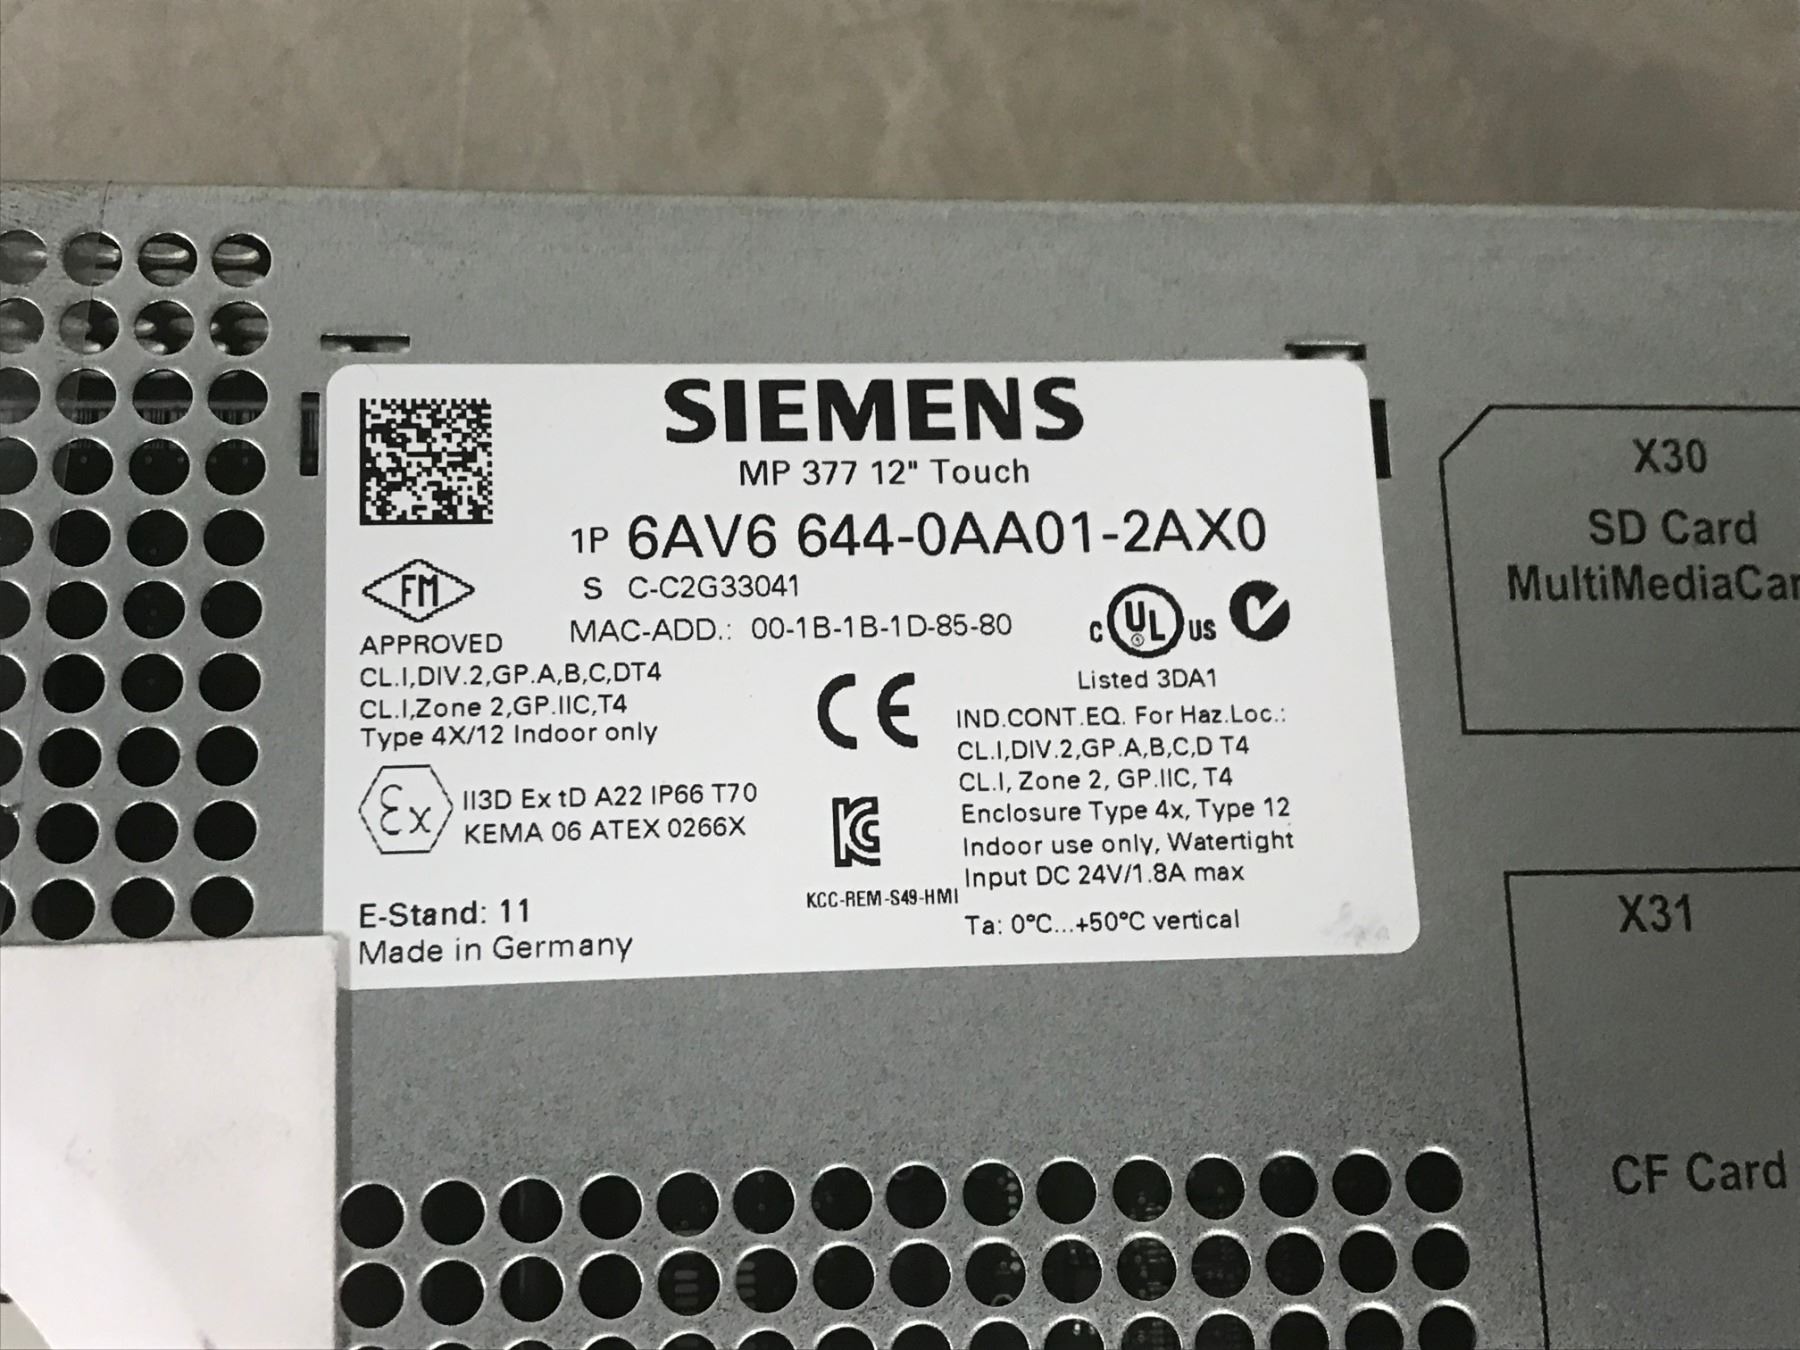 SIEMENS
MP 377 12" Touch
1P 6AV6 644-0AA01-2AX0
S C-C2G33041
MAC-ADD.: 00-1B-1B-1D-85-80
FM
APPROVED
CL.I,DIV.2,GP.A,B,C,DT4
CL.I,Zone 2,GP.IIC,T4
Type 4X/12 Indoor only
Ex
II3D Ex tD A22 IP66 T70
KEMA 06 ATEX 0266X
E-Stand: 11
Made in Germany
CE
KCC-REM-S49-HMI
C UL US
Listed 3DA1
IND.CONT.EQ. For Haz.Loc.:
CL.I,DIV.2,GP.A,B,C,D T4
CL.I, Zone 2, GP.IIC, T4
Enclosure Type 4x, Type 12
Indoor use only, Watertight
Input DC 24V/1.8A max
Ta: 0°C...+50°C vertical
X30
SD Card
MultiMediaCar
X31
CF Card